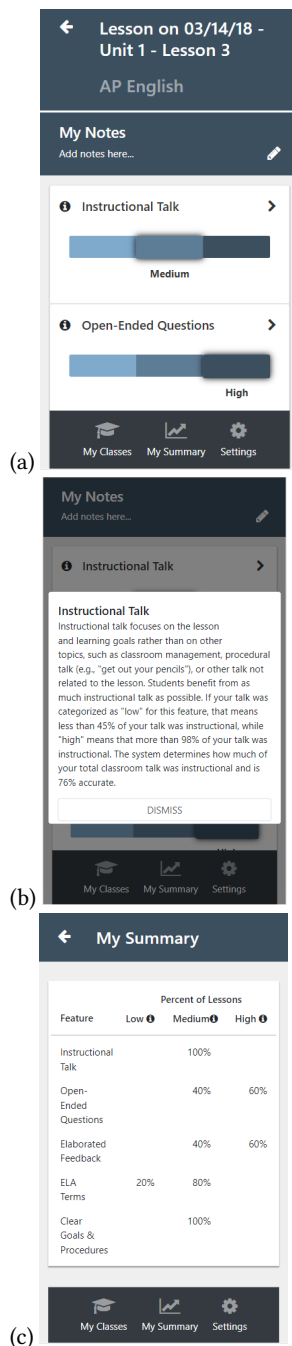 Lesson on 03/14/18 -
Unit 1 - Lesson 3
AP English
My Notes
Add notes here...
Instructional Talk
Medium
Open-Ended Questions
High
My Classes My Summary Settings
(a)
My Notes
Add notes here...
Instructional Talk
Instructional Talk
Instructional talk focuses on the lesson
and learning goals rather than on other
topics, such as classroom management, procedural
talk (e.g., "get out your pencils"), or other talk not
related to the lesson. Students benefit from as
much instructional talk as possible. If your talk was
categorized as "low" for this feature, that means
less than 45% of your talk was instructional, while
"high" means that more than 98% of your talk was
instructional. The system determines how much of
your total classroom talk was instructional and is
76% accurate.
DISMISS
My Classes My Summary Settings
(b)
My Summary
Percent of Lessons
Feature Low Medium High
Instructional 100%
Talk
Open- 40% 60%
Ended
Questions
Elaborated 40% 60%
Feedback
ELA 20% 80%
Terms
Clear 100%
Goals &
Procedures
My Classes My Summary Settings
(c)